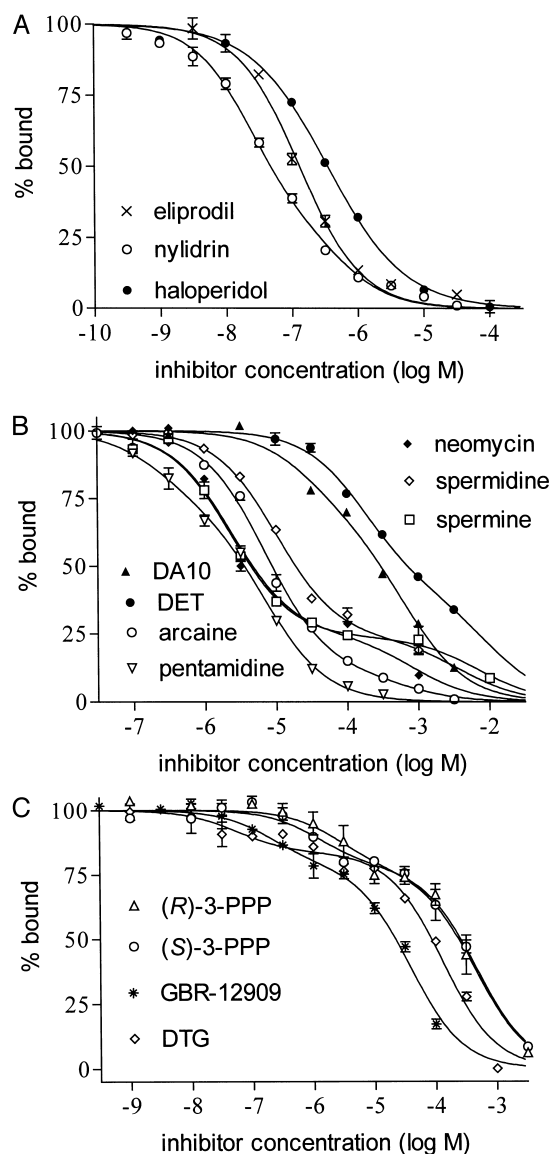 A
100
75
50
25
0
% bound
× eliprodil
○ nylidrin
● haloperidol
-10 -9 -8 -7 -6 -5 -4
inhibitor concentration (log M)
B
100
75
50
25
0
% bound
◆ neomycin
◇ spermidine
□ spermine
▲ DA10
● DET
○ arcaine
▽ pentamidine
-7 -6 -5 -4 -3 -2
inhibitor concentration (log M)
C
100
75
50
25
0
% bound
△ (R)-3-PPP
○ (S)-3-PPP
✳ GBR-12909
◇ DTG
-9 -8 -7 -6 -5 -4 -3
inhibitor concentration (log M)